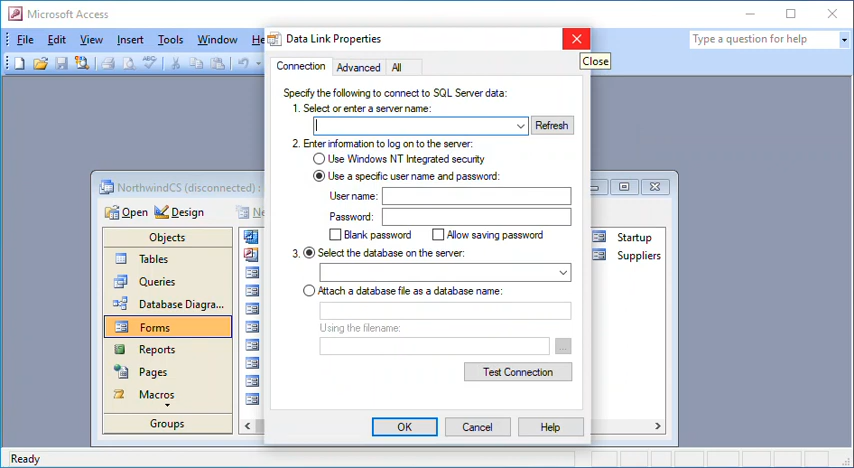 Microsoft Access
File Edit View Insert Tools Window He
Type a question for help
Data Link Properties
Close
Connection Advanced All
Specify the following to connect to SQL Server data:
1. Select or enter a server name:
Refresh
2. Enter information to log on to the server:
Use Windows NT Integrated security
Use a specific user name and password:
User name:
Password:
Blank password Allow saving password
3. Select the database on the server:
Attach a database file as a database name:
Using the filename:
...
Test Connection
OK Cancel Help
NorthwindCS (disconnected) :
Open Design Ne
Objects
Tables
Queries
Database Diagra...
Forms
Reports
Pages
Macros
Groups
Startup
Suppliers
Ready